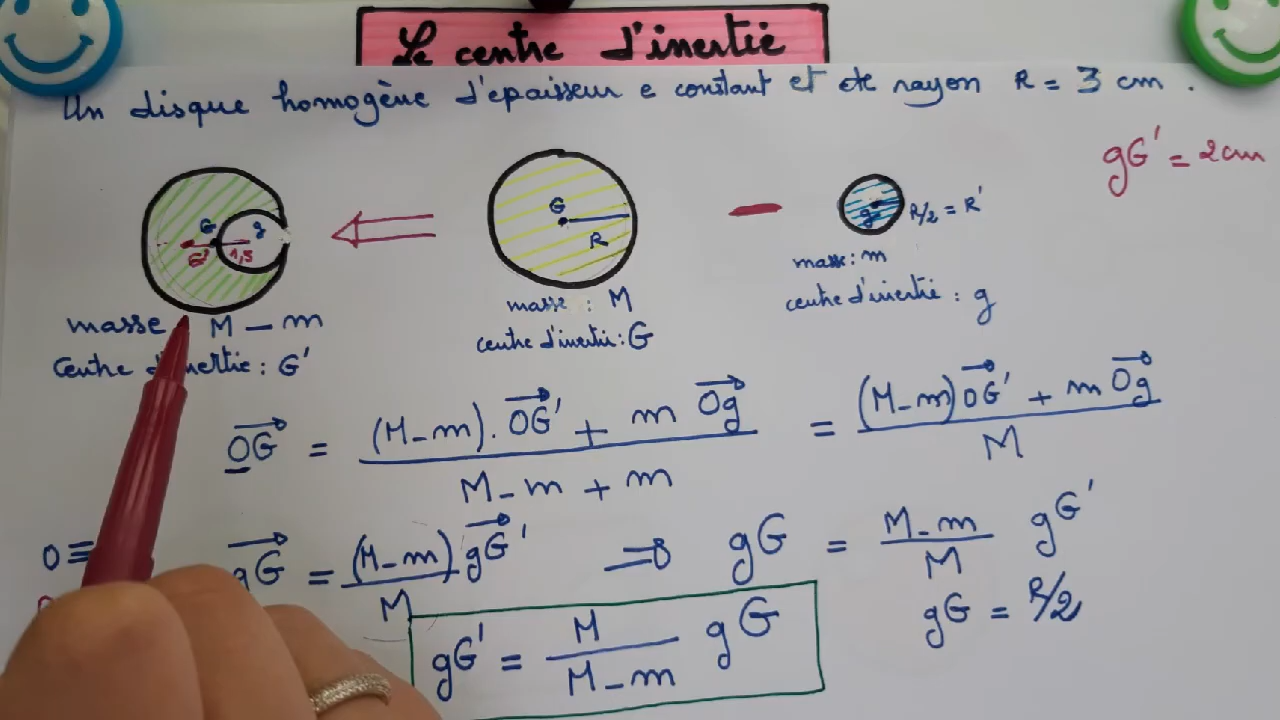 Le centre d'inertie
Un disque homogène d'epaisseur e constant et de rayon R = 3 cm .
gG' = 2cm
G g
G' 1,5
G
R
g R/2 = R'
masse M - m
Centre d'inertie : G'
masse : M
centre d'inertie : G
masse : m
centre d'inertie : g
OG = (M-m). OG' + m Og / M - m + m = (M-m) OG' + m Og / M
O ≡
gG = (M-m) gG' / M => gG = M-m / M gG'
gG' = M / M-m gG
gG = R/2